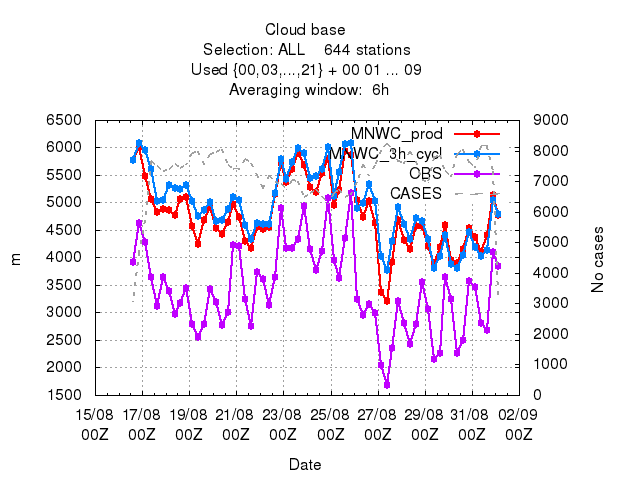 Cloud base
Selection: ALL    644 stations
Used {00,03,...,21} + 00 01 ... 09
Averaging window:  6h
6500
6000
5500
5000
4500
4000
3500
3000
2500
2000
1500
m
MNWC_prod
MNWC_3h_cycl
OBS
CASES
9000
8000
7000
6000
5000
4000
3000
2000
1000
0
No cases
15/08 17/08 19/08 21/08 23/08 25/08 27/08 29/08 31/08 02/09
00Z 00Z 00Z 00Z 00Z 00Z 00Z 00Z 00Z 00Z
Date